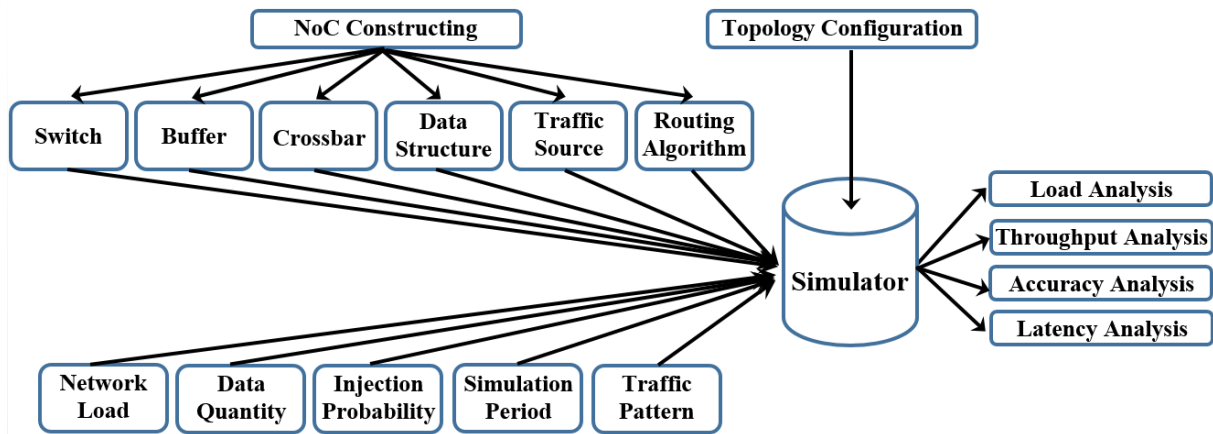 NoC Constructing
Topology Configuration
Switch
Buffer
Crossbar
Data
Structure
Traffic
Source
Routing
Algorithm
Simulator
Load Analysis
Throughput Analysis
Accuracy Analysis
Latency Analysis
Network
Load
Data
Quantity
Injection
Probability
Simulation
Period
Traffic
Pattern